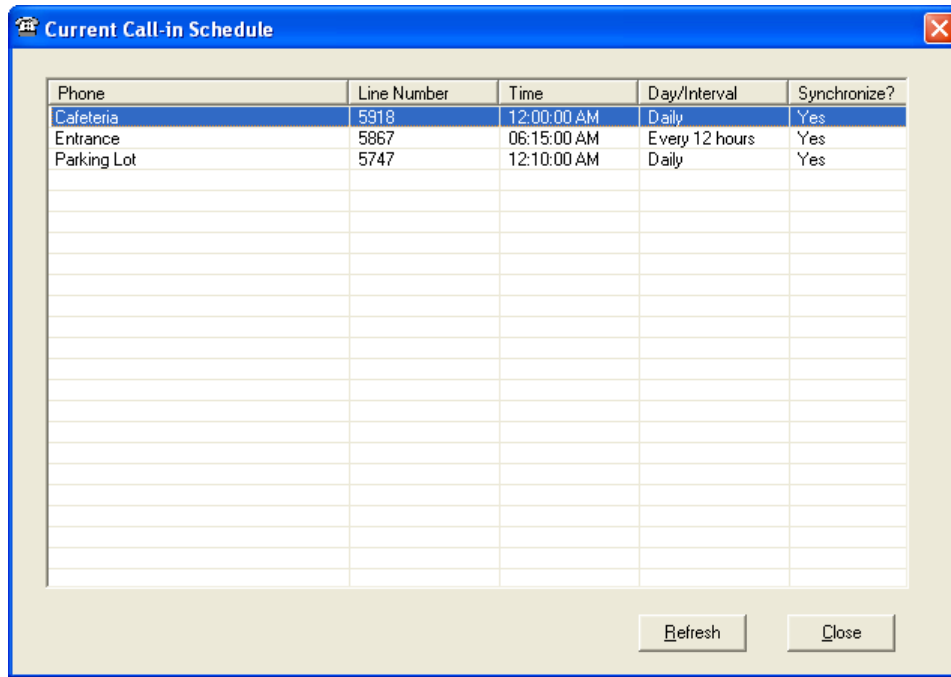 Current Call-in Schedule
Phone Line Number Time Day/Interval Synchronize?
Cafeteria 5918 12:00:00 AM Daily Yes
Entrance 5867 06:15:00 AM Every 12 hours Yes
Parking Lot 5747 12:10:00 AM Daily Yes
Refresh Close